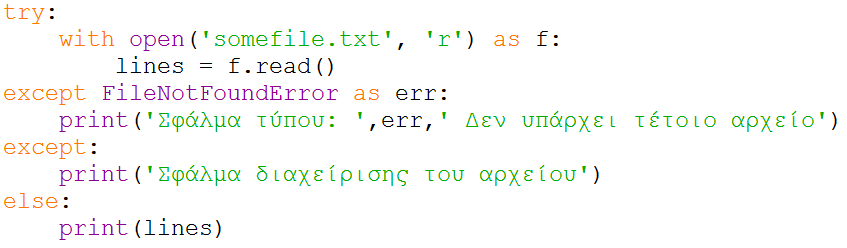 try:
    with open('somefile.txt', 'r') as f:
        lines = f.read()
except FileNotFoundError as err:
    print('Σφάλμα τύπου: ',err,' Δεν υπάρχει τέτοιο αρχείο')
except:
    print('Σφάλμα διαχείρισης του αρχείου')
else:
    print(lines)